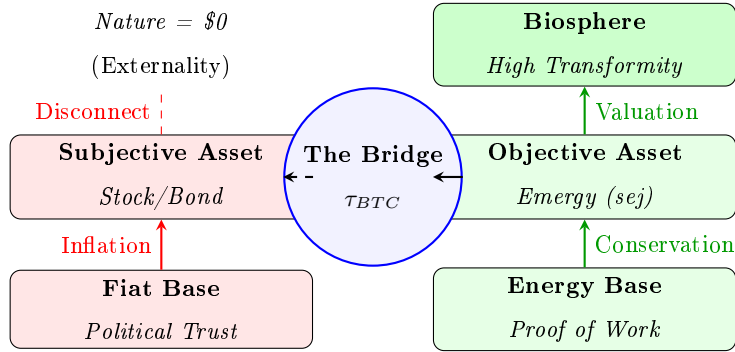 Nature = $0
(Externality)
Disconnect
Subjective Asset
Stock/Bond
Inflation
Fiat Base
Political Trust
The Bridge
τ_BTC
Biosphere
High Transformity
Valuation
Objective Asset
Emergy (sej)
Conservation
Energy Base
Proof of Work